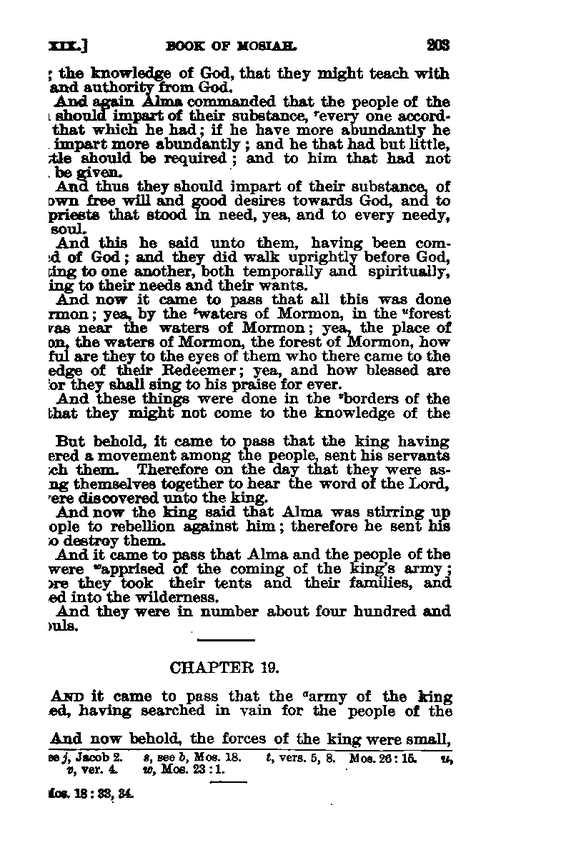 XIX.] BOOK OF MOSIAH. 203
; the knowledge of God, that they might teach with
and authority from God.
And again Alma commanded that the people of the
should impart of their substance, ʳevery one accord-
that which he had; if he have more abundantly he
impart more abundantly; and he that had but little,
tle should be required; and to him that had not
be given.
And thus they should impart of their substance, of
own free will and good desires towards God, and to
priests that stood in need, yea, and to every needy,
soul.
And this he said unto them, having been com-
d of God; and they did walk uprightly before God,
ting to one another, both temporally and spiritually,
ing to their needs and their wants.
And now it came to pass that all this was done
rmon; yea, by the ᵗwaters of Mormon, in the ᵘforest
was near the waters of Mormon; yea, the place of
on, the waters of Mormon, the forest of Mormon, how
ful are they to the eyes of them who there came to the
edge of their Redeemer; yea, and how blessed are
for they shall sing to his praise for ever.
And these things were done in the ᵛborders of the
that they might not come to the knowledge of the
But behold, it came to pass that the king having
ered a movement among the people, sent his servants
ch them. Therefore on the day that they were as-
ng themselves together to hear the word of the Lord,
ere discovered unto the king.
And now the king said that Alma was stirring up
ople to rebellion against him; therefore he sent his
to destroy them.
And it came to pass that Alma and the people of the
were ʷapprised of the coming of the king's army;
ore they took their tents and their families, and
ed into the wilderness.
And they were in number about four hundred and
ouls.
CHAPTER 19.
AND it came to pass that the ᵃarmy of the king
ed, having searched in vain for the people of the
And now behold, the forces of the king were small,
see j, Jacob 2. s, see b, Mos. 18. t, vers. 5, 8. Mos. 26:15. u,
v, ver. 4. w, Mos. 23:1.
Mos. 18:33, 34.